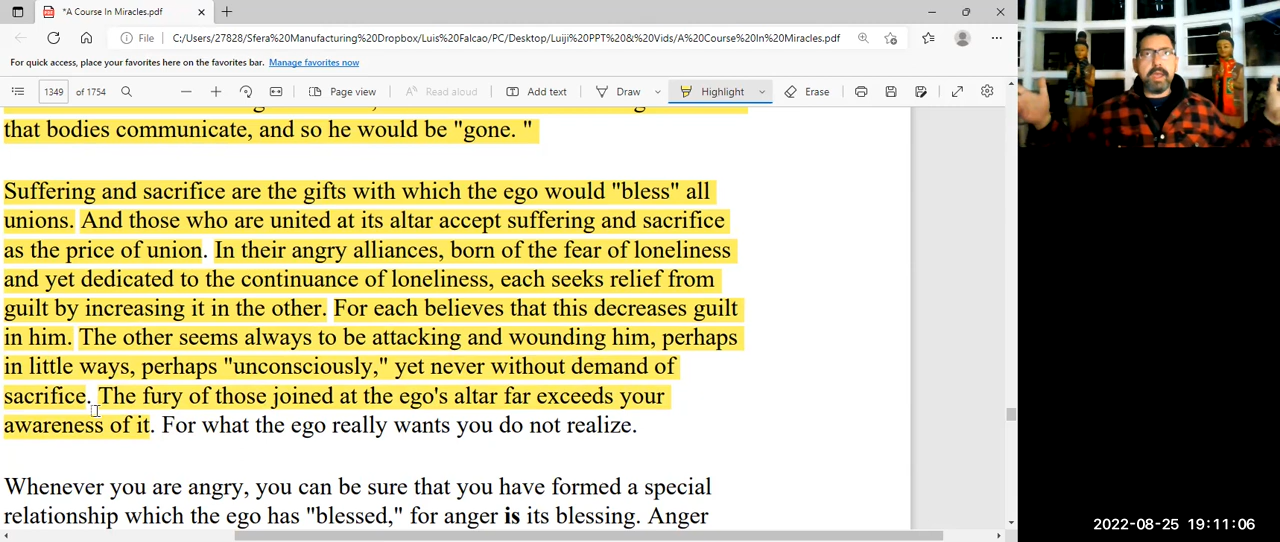 *A Course In Miracles.pdf
File C:/Users/27828/Sfera%20Manufacturing%20Dropbox/Luis%20Falcao/PC/Desktop/Luiji%20PPT%20&%20Vids/A%20Course%20In%20Miracles.pdf
For quick access, place your favorites here on the favorites bar. Manage favorites now
1349 of 1754 Page view Read aloud Add text Draw Highlight Erase
that bodies communicate, and so he would be "gone. "
Suffering and sacrifice are the gifts with which the ego would "bless" all
unions. And those who are united at its altar accept suffering and sacrifice
as the price of union. In their angry alliances, born of the fear of loneliness
and yet dedicated to the continuance of loneliness, each seeks relief from
guilt by increasing it in the other. For each believes that this decreases guilt
in him. The other seems always to be attacking and wounding him, perhaps
in little ways, perhaps "unconsciously," yet never without demand of
sacrifice. The fury of those joined at the ego's altar far exceeds your
awareness of it. For what the ego really wants you do not realize.
Whenever you are angry, you can be sure that you have formed a special
relationship which the ego has "blessed," for anger is its blessing. Anger
2022-08-25 19:11:06